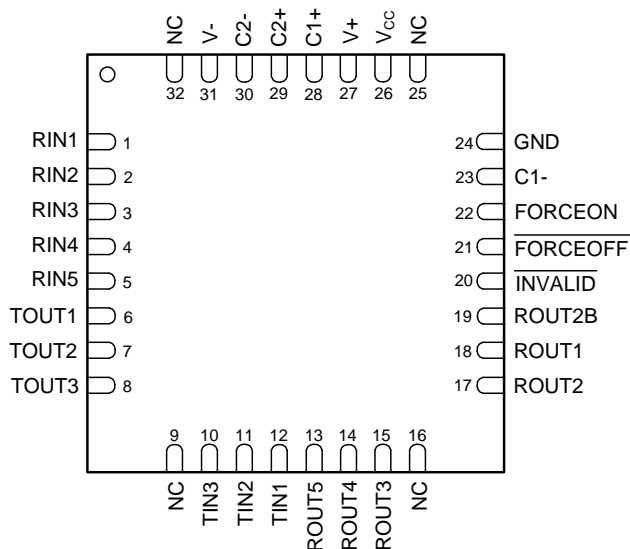 NC V- C2- C2+ C1+ V+ VCC NC
32 31 30 29 28 27 26 25
RIN1 1 24 GND
RIN2 2 23 C1-
RIN3 3 22 FORCEON
RIN4 4 21 FORCEOFF
RIN5 5 20 INVALID
TOUT1 6 19 ROUT2B
TOUT2 7 18 ROUT1
TOUT3 8 17 ROUT2
9 10 11 12 13 14 15 16
NC TIN3 TIN2 TIN1 ROUT5 ROUT4 ROUT3 NC